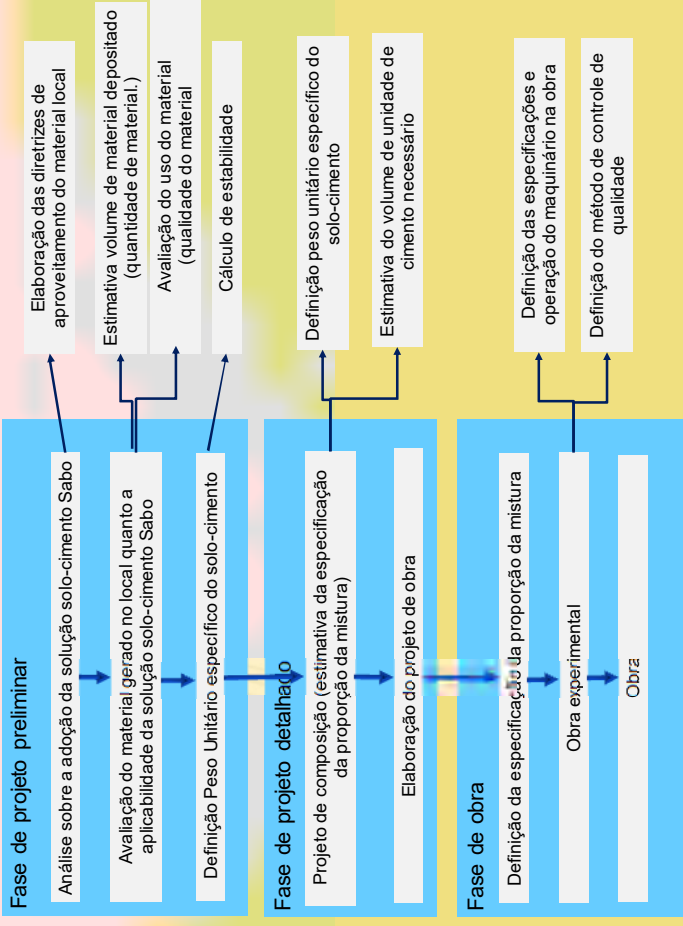 Fase de projeto preliminar
Análise sobre a adoção da solução solo-cimento Sabo
Elaboração das diretrizes de
aproveitamento do material local
Avaliação do material gerado no local quanto a
aplicabilidade da solução solo-cimento Sabo
Estimativa volume de material depositado
(quantidade de material.)
Avaliação do uso do material
(qualidade do material
Definição Peso Unitário específico do solo-cimento
Cálculo de estabilidade
Fase de projeto detalhado
Projeto de composição (estimativa da especificação
da proporção da mistura)
Definição peso unitário específico do
solo-cimento
Estimativa do volume de unidade de
cimento necessário
Elaboração do projeto de obra
Fase de obra
Definição da especificação da proporção da mistura
Obra experimental
Definição das especificações e
operação do maquinário na obra
Definição do método de controle de
qualidade
Obra